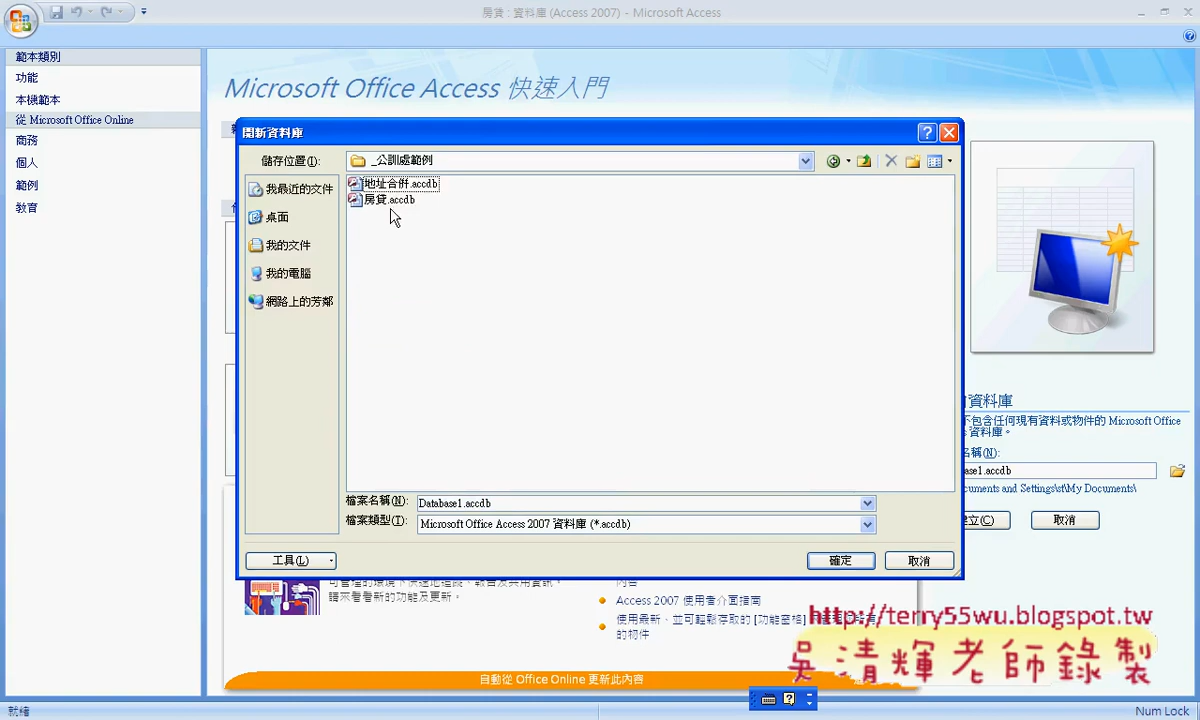 房貸 : 資料庫 (Access 2007) - Microsoft Access
範本類別
功能
本機範本
從 Microsoft Office Online
商務
個人
範例
教育
Microsoft Office Access 快速入門
開新資料庫
儲存位置(I):
_公訓處範例
我最近的文件
桌面
我的文件
我的電腦
網路上的芳鄰
地址合併.accdb
房貸.accdb
檔案名稱(N):
Database1.accdb
檔案類型(T):
Microsoft Office Access 2007 資料庫 (*.accdb)
工具(L)
確定
取消
資料庫
不包含任何現有資料或物件的 Microsoft Office
資料庫。
名稱(N):
ase1.accdb
uments and Settings\st\My Documents\
建立(C)
取消
請來看看新的功能及更新。
內容
Access 2007 使用者介面指南
使用最新、並可輕鬆存取的 [功能窗格]
的物件
自動從 Office Online 更新此內容
http://terry55wu.blogspot.tw
吳清輝老師錄製
就緒
Num Lock